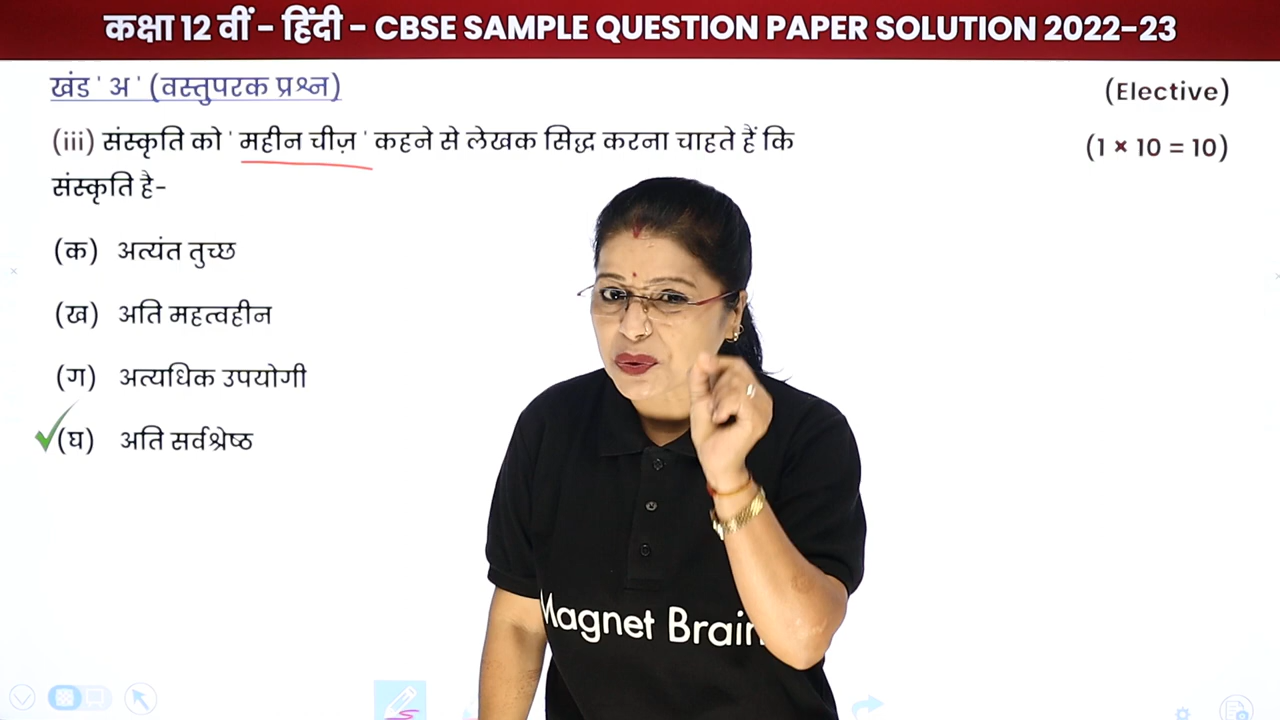 कक्षा 12 वीं - हिंदी - CBSE SAMPLE QUESTION PAPER SOLUTION 2022-23
खंड ' अ ' (वस्तुपरक प्रश्न)
(Elective)
(iii) संस्कृति को ' महीन चीज़ ' कहने से लेखक सिद्ध करना चाहते हैं कि
(1 × 10 = 10)
संस्कृति है-
(क) अत्यंत तुच्छ
(ख) अति महत्वहीन
(ग) अत्यधिक उपयोगी
(घ) अति सर्वश्रेष्ठ
Magnet Brain